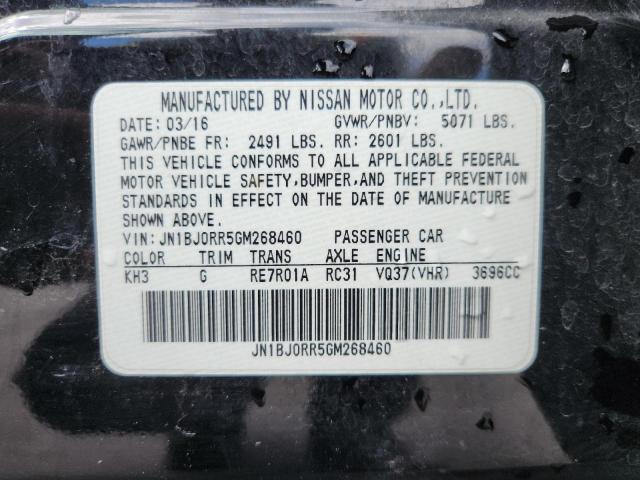 MANUFACTURED BY NISSAN MOTOR CO.,LTD.
DATE: 03/16 GVWR/PNBV: 5071 LBS.
GAWR/PNBE FR: 2491 LBS. RR: 2601 LBS.
THIS VEHICLE CONFORMS TO ALL APPLICABLE FEDERAL
MOTOR VEHICLE SAFETY,BUMPER,AND THEFT PREVENTION
STANDARDS IN EFFECT ON THE DATE OF MANUFACTURE
SHOWN ABOVE.
VIN: JN1BJ0RR5GM268460 PASSENGER CAR
COLOR TRIM TRANS AXLE ENGINE
KH3 G RE7R01A RC31 VQ37(VHR) 3696CC
JN1BJ0RR5GM268460